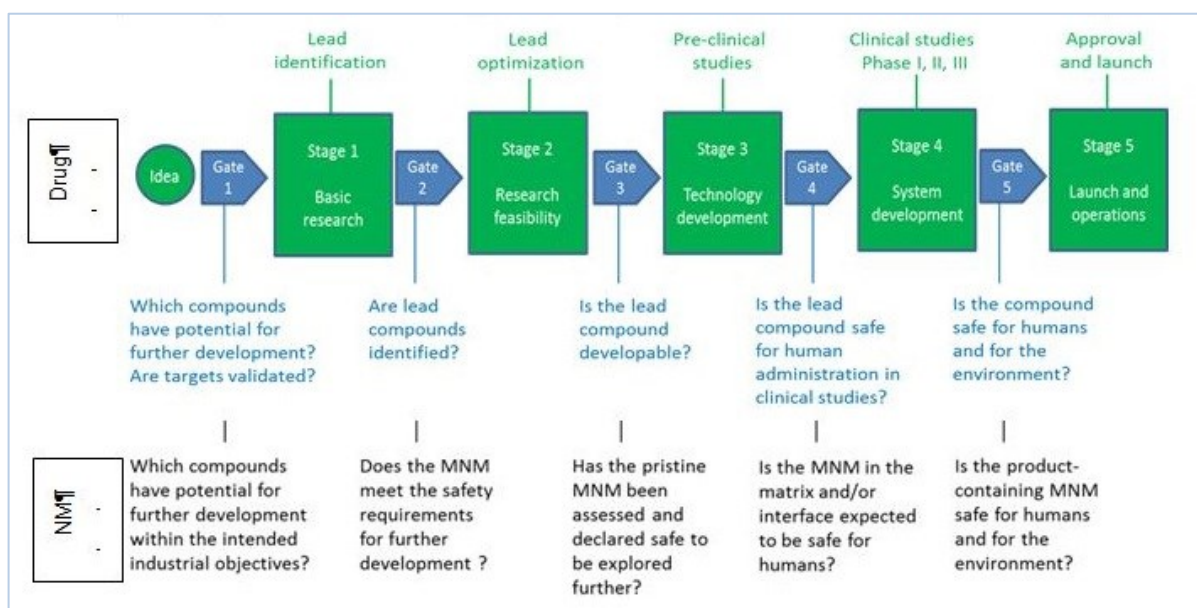 Lead
identification
Lead
optimization
Pre-clinical
studies
Clinical studies
Phase I, II, III
Approval
and launch
Drug¶
-
-
Idea
Gate
1
Stage 1
Basic
research
Gate
2
Stage 2
Research
feasibility
Gate
3
Stage 3
Technology
development
Gate
4
Stage 4
System
development
Gate
5
Stage 5
Launch and
operations
Which compounds
have potential for
further development?
Are targets validated?
Are lead
compounds
identified?
Is the lead
compound
developable?
Is the lead
compound safe
for human
administration in
clinical studies?
Is the compound
safe for humans
and for the
environment?
NM¶
-
-
Which compounds
have potential for
further development
within the intended
industrial objectives?
Does the MNM
meet the safety
requirements
for further
development ?
Has the pristine
MNM been
assessed and
declared safe to
be explored
further?
Is the MNM in the
matrix and/or
interface expected
to be safe for
humans?
Is the product-
containing MNM
safe for humans
and for the
environment?